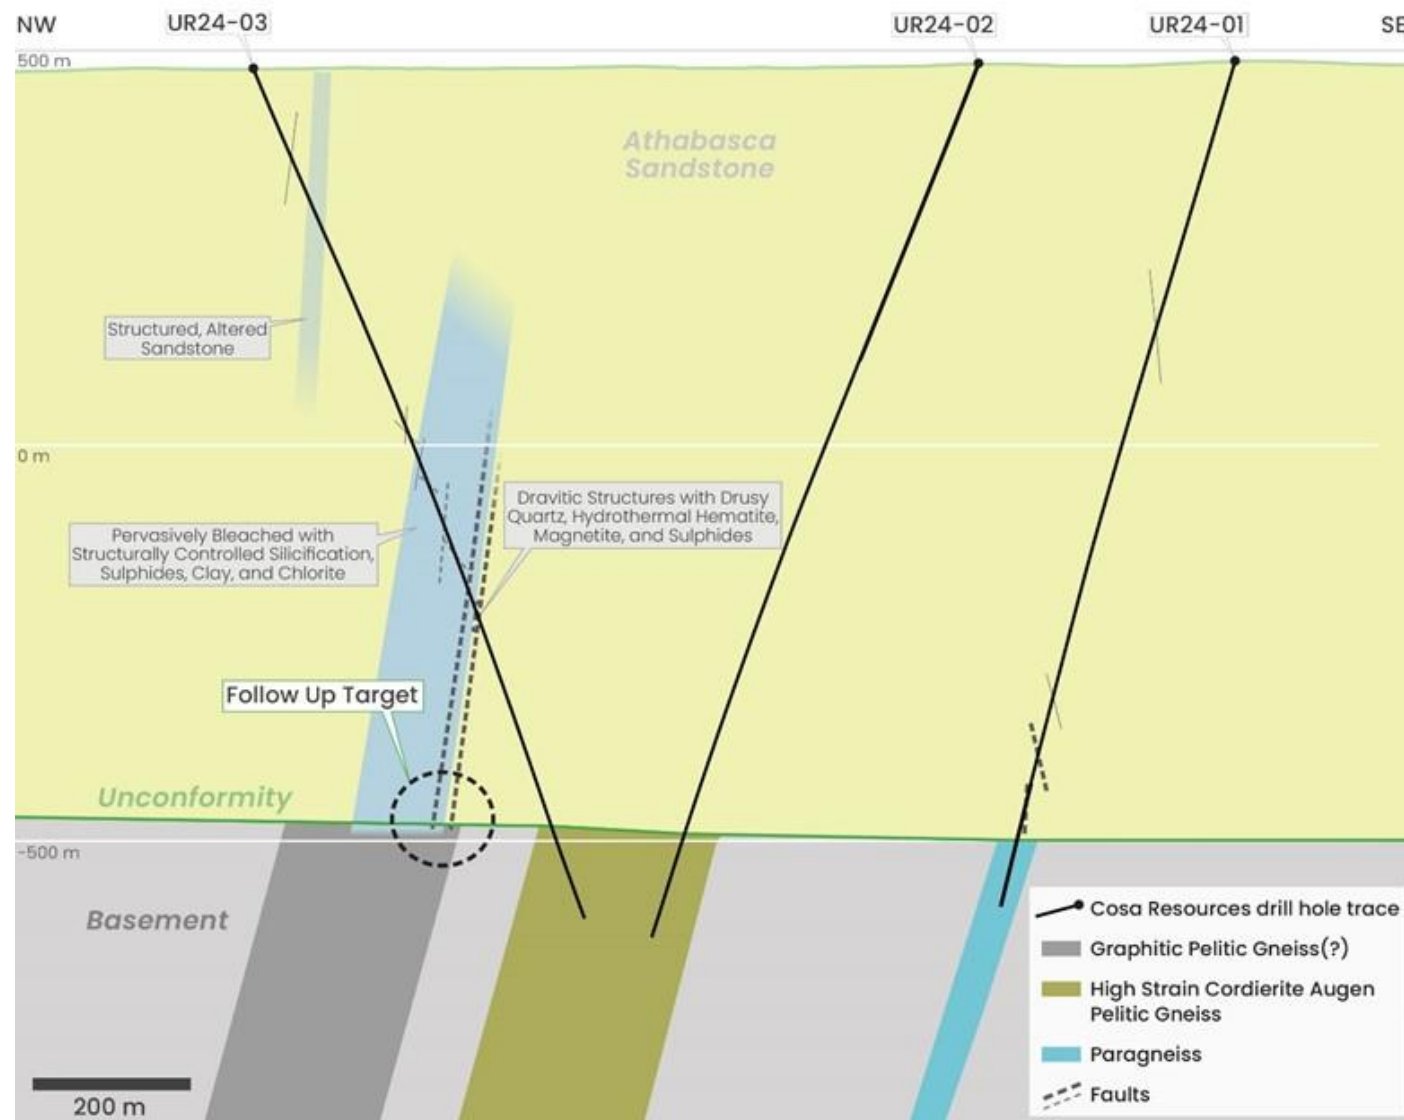 NW
UR24-03
UR24-02
UR24-01
SE
500 m
Athabasca
Sandstone
Structured, Altered
Sandstone
0 m
Dravitic Structures with Drusy
Quartz, Hydrothermal Hematite,
Magnetite, and Sulphides
Pervasively Bleached with
Structurally Controlled Silicification,
Sulphides, Clay, and Chlorite
Follow Up Target
Unconformity
-500 m
Basement
Cosa Resources drill hole trace
Graphitic Pelitic Gneiss(?)
High Strain Cordierite Augen
Pelitic Gneiss
Paragneiss
Faults
200 m